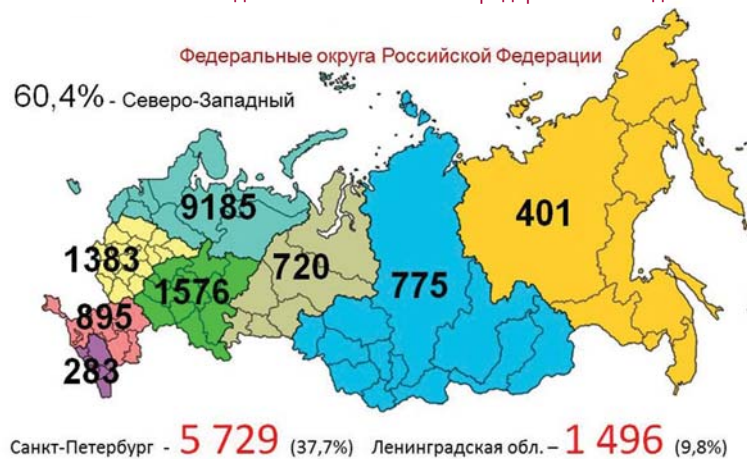 Федеральные округа Российской Федерации
60,4% - Северо-Западный
9185
401
1383
720
775
1576
895
283
Санкт-Петербург - 5 729 (37,7%) Ленинградская обл. – 1 496 (9,8%)